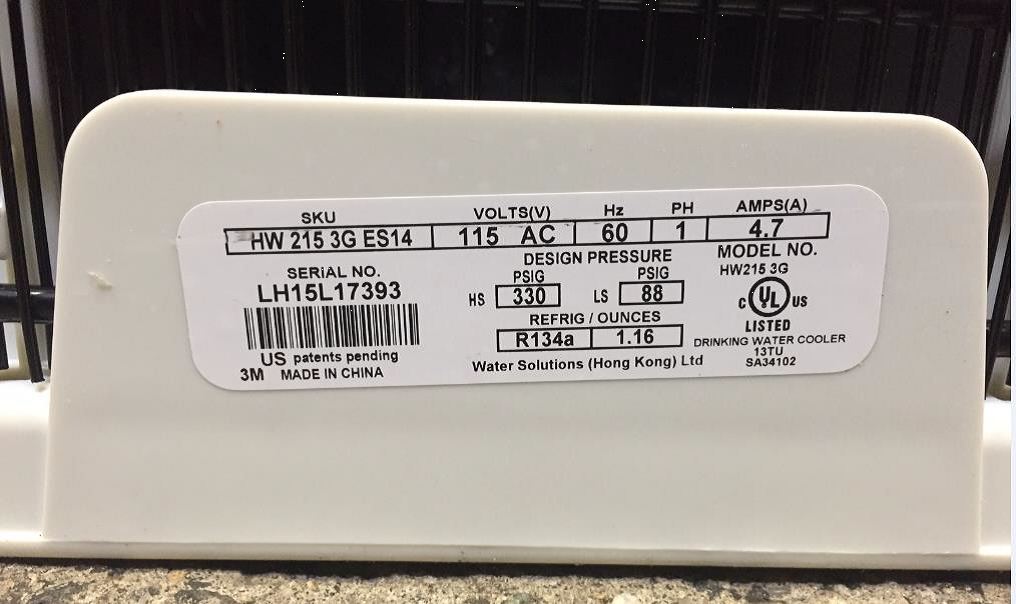 SKU VOLTS(V) Hz PH AMPS(A)
HW 215 3G ES14 115 AC 60 1 4.7
SERIAL NO.
LH15L17393
US patents pending
3M MADE IN CHINA
DESIGN PRESSURE
PSIG PSIG
HS 330 LS 88
REFRIG / OUNCES
R134a 1.16
Water Solutions (Hong Kong) Ltd
MODEL NO.
HW215 3G
C UL US
LISTED
DRINKING WATER COOLER
13TU
SA34102